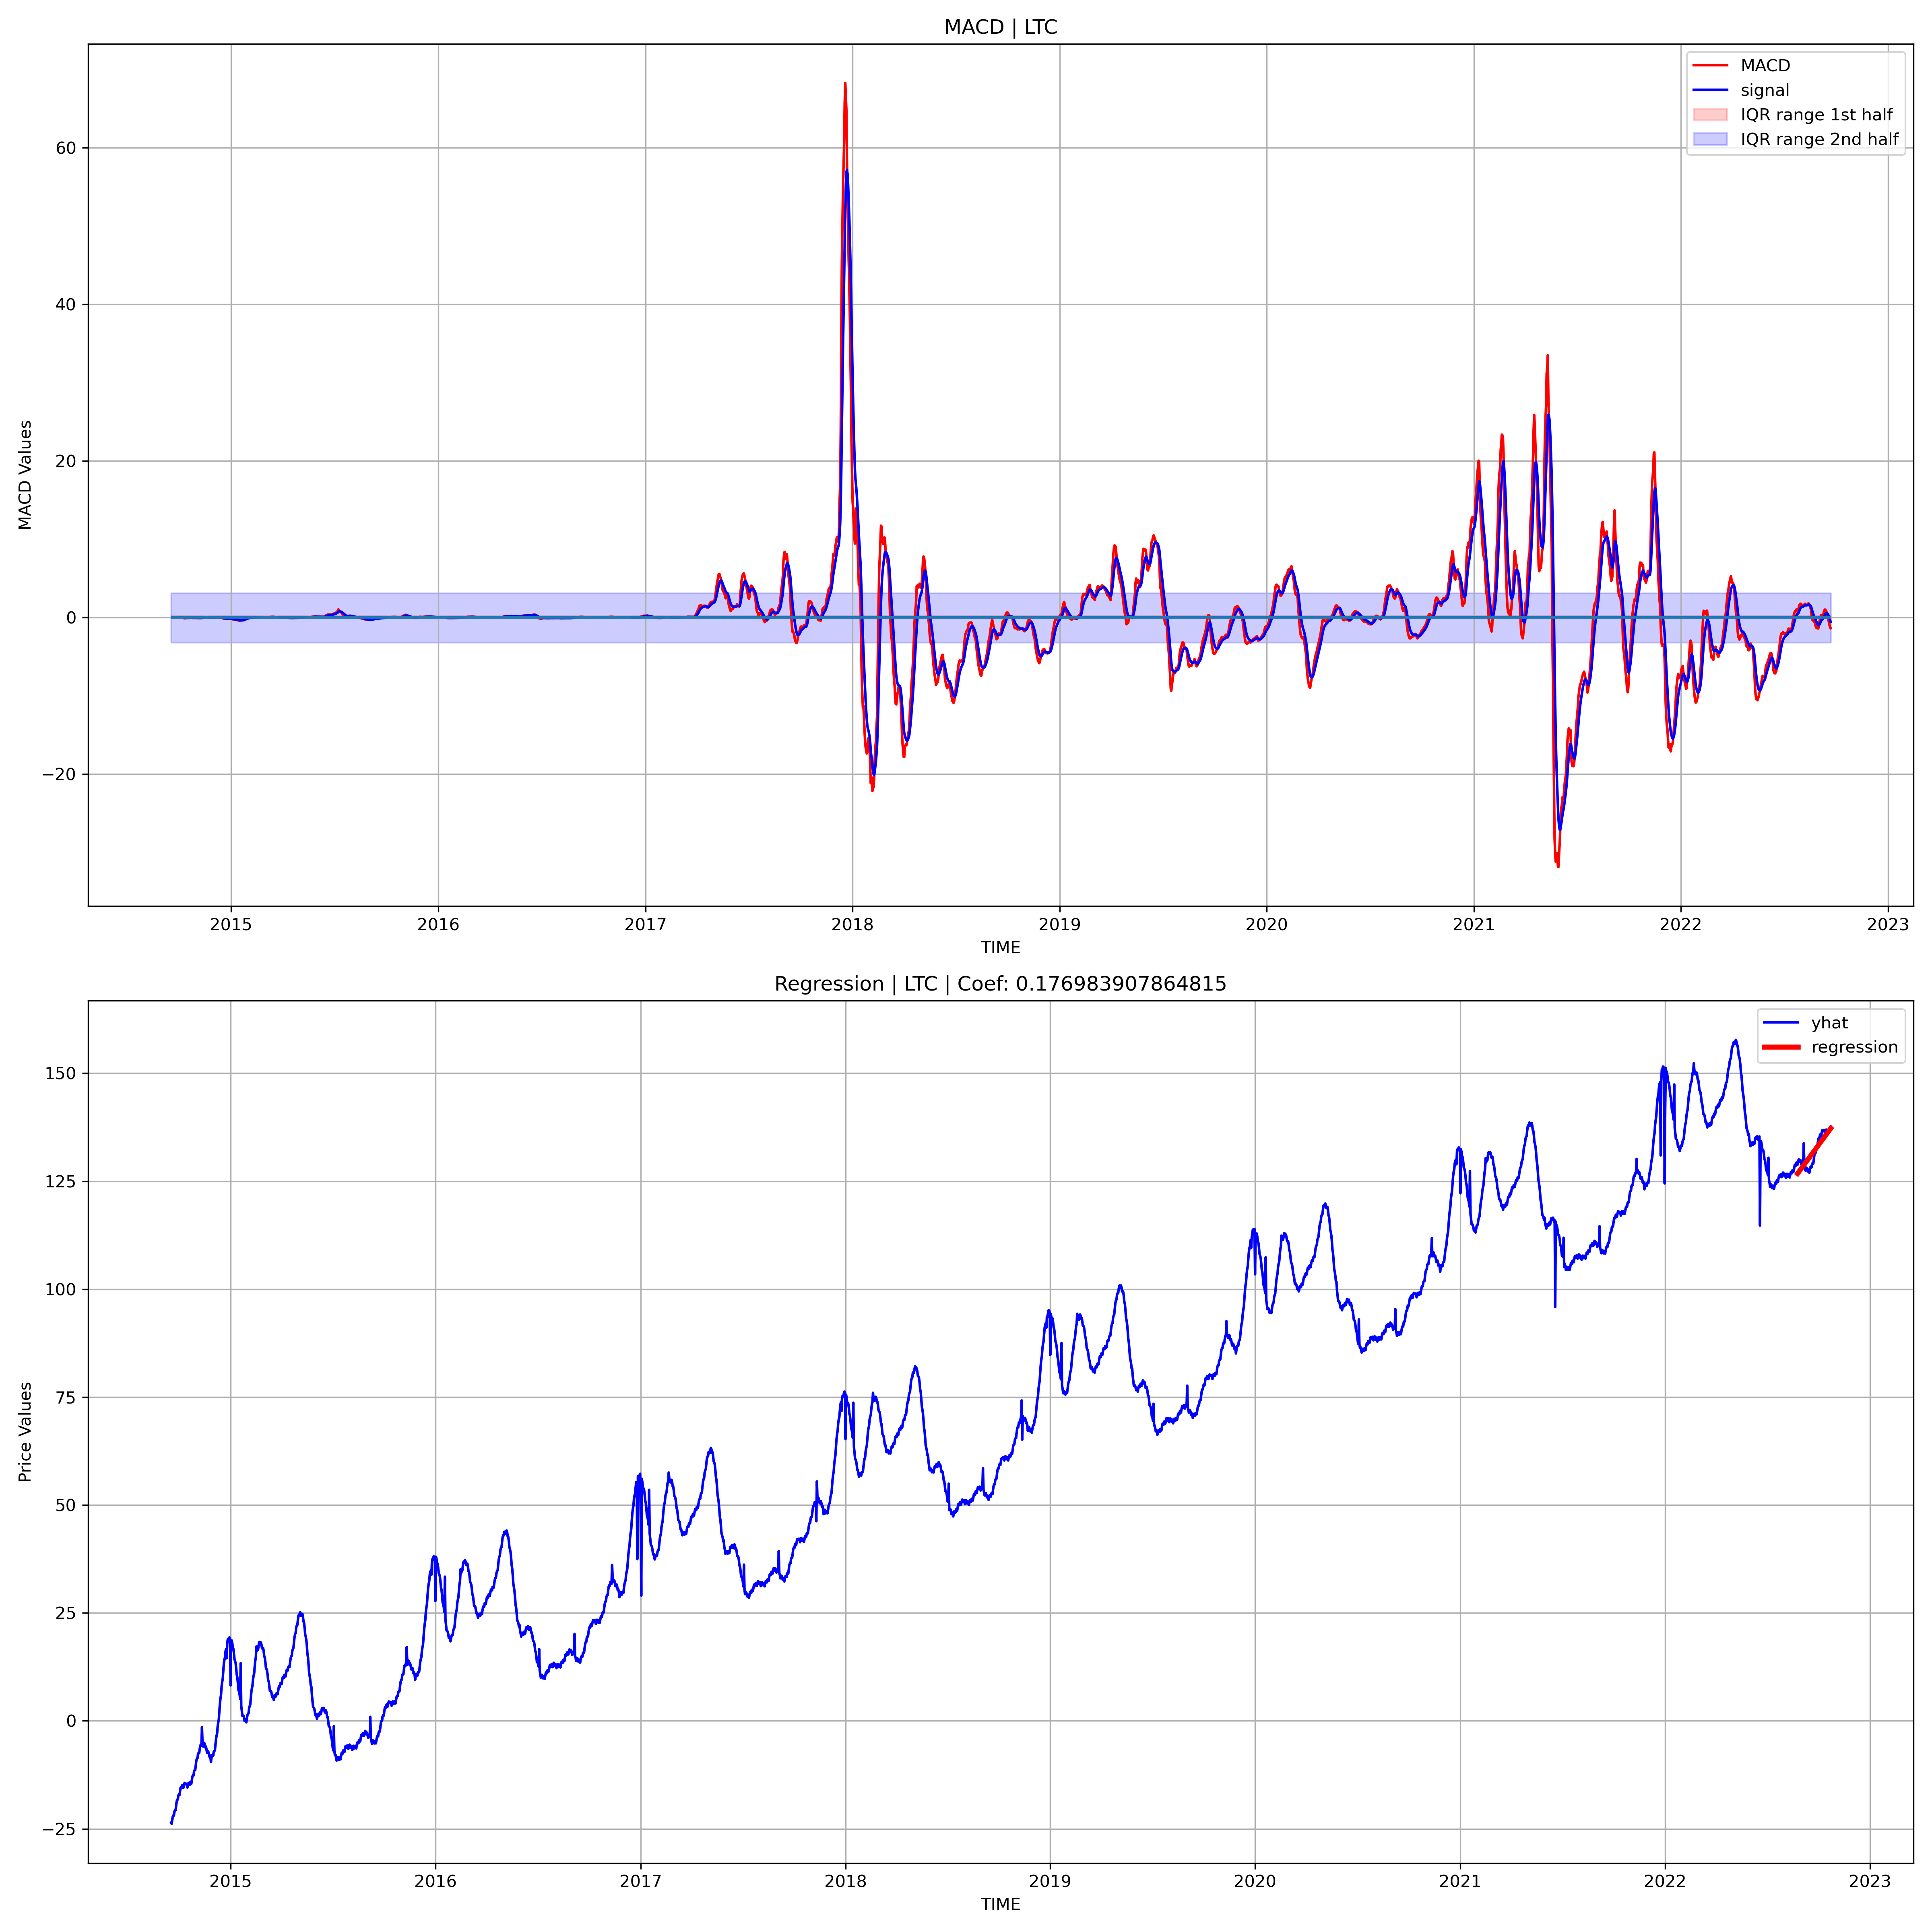 MACD | LTC
MACD
signal
IQR range 1st half
IQR range 2nd half
60
40
20
0
−20
MACD Values
2015 2016 2017 2018 2019 2020 2021 2022 2023
TIME
Regression | LTC | Coef: 0.176983907864815
yhat
regression
150
125
100
75
50
25
0
−25
Price Values
2015 2016 2017 2018 2019 2020 2021 2022 2023
TIME